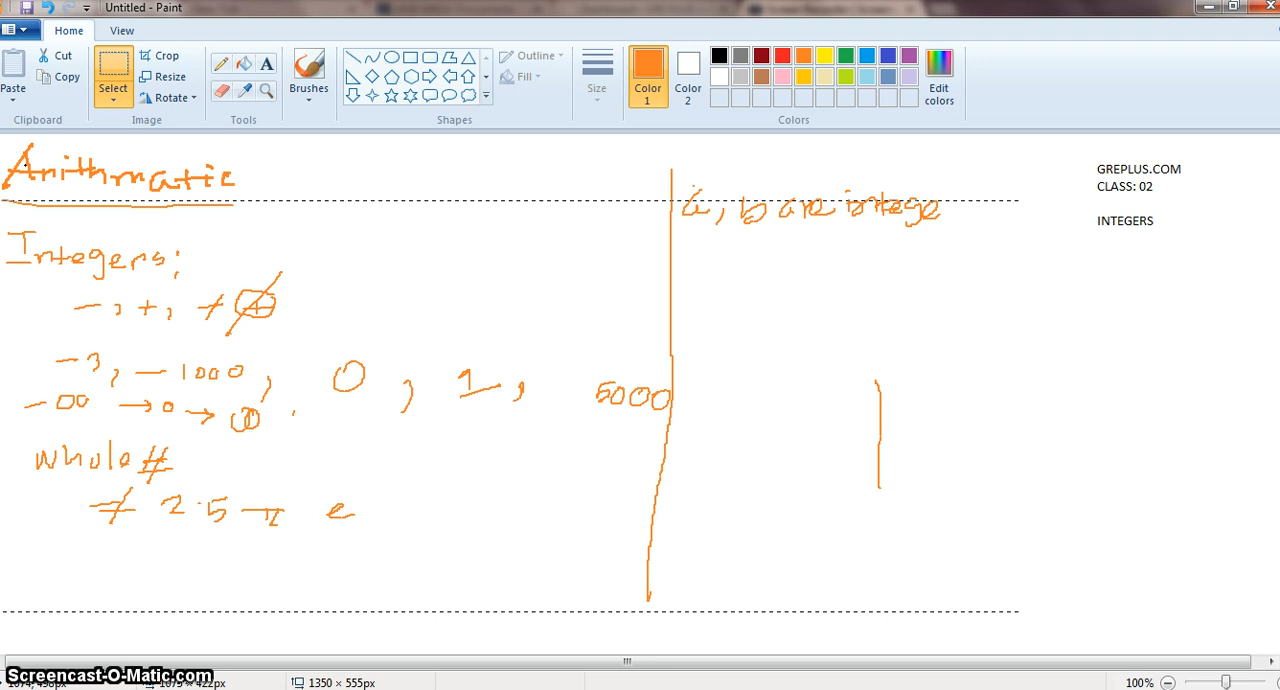 Untitled - Paint
Home View
Paste
Cut
Copy
Clipboard
Select
Crop
Resize
Rotate
Image
Tools
Brushes
Shapes
Outline
Fill
Size
Color 1
Color 2
Colors
Edit colors
Arithmatic
Integers;
- , + , ≠
-3, -1000, 0, 1, 5000
-00 → 0 →
Whole #
≠ 2.5 π e
a, b are intege
GREPLUS.COM
CLASS: 02
INTEGERS
Screencast-O-Matic.com
1350 × 555px
100%